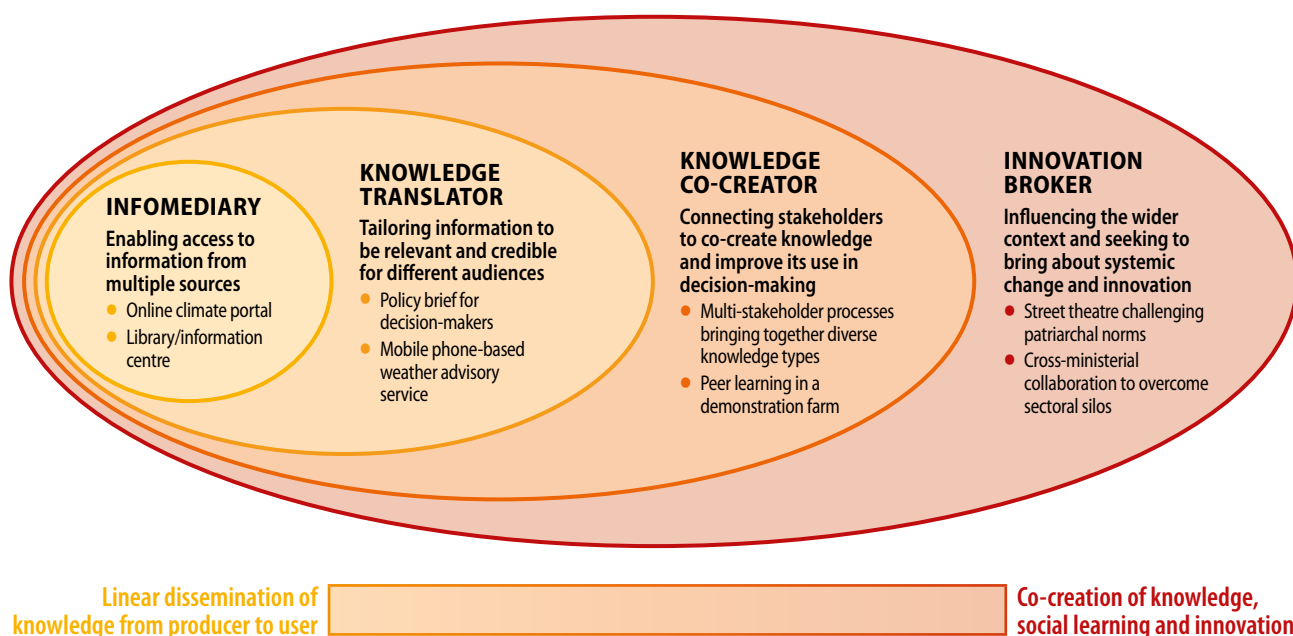 INFOMEDIARY
Enabling access to
information from
multiple sources
• Online climate portal
• Library/information
centre
KNOWLEDGE
TRANSLATOR
Tailoring information to
be relevant and credible
for different audiences
• Policy brief for
decision-makers
• Mobile phone-based
weather advisory
service
KNOWLEDGE
CO-CREATOR
Connecting stakeholders
to co-create knowledge
and improve its use in
decision-making
• Multi-stakeholder processes
bringing together diverse
knowledge types
• Peer learning in a
demonstration farm
INNOVATION
BROKER
Influencing the wider
context and seeking to
bring about systemic
change and innovation
• Street theatre challenging
patriarchal norms
• Cross-ministerial
collaboration to overcome
sectoral silos
Linear dissemination of
knowledge from producer to user
Co-creation of knowledge,
social learning and innovation